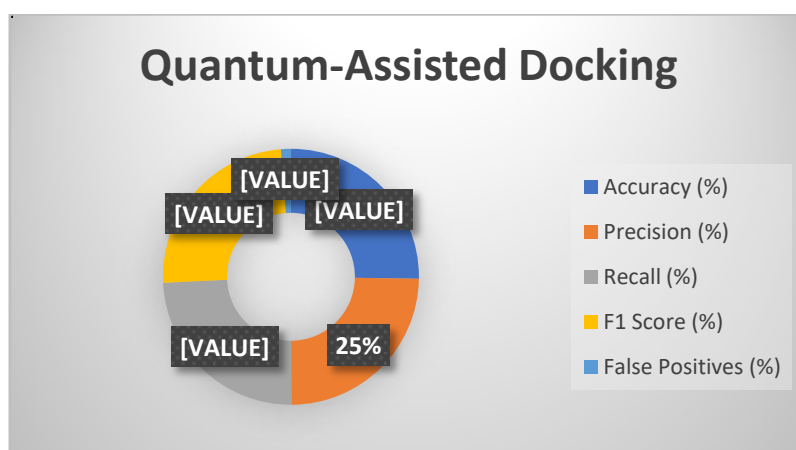 Quantum-Assisted Docking
[VALUE]
[VALUE]
[VALUE]
[VALUE]
25%
Accuracy (%)
Precision (%)
Recall (%)
F1 Score (%)
False Positives (%)